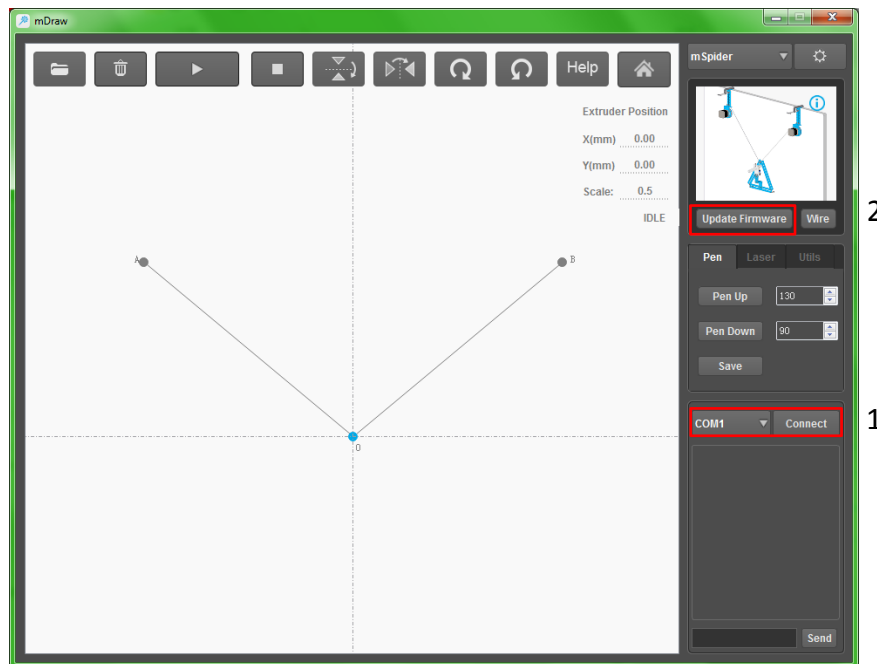 mDraw
Help
mSpider
Extruder Position
X(mm) 0.00
Y(mm) 0.00
Scale: 0.5
IDLE
Update Firmware Wire
2
A
B
O
Pen Laser Utils
Pen Up 130
Pen Down 90
Save
COM1 Connect
1
Send